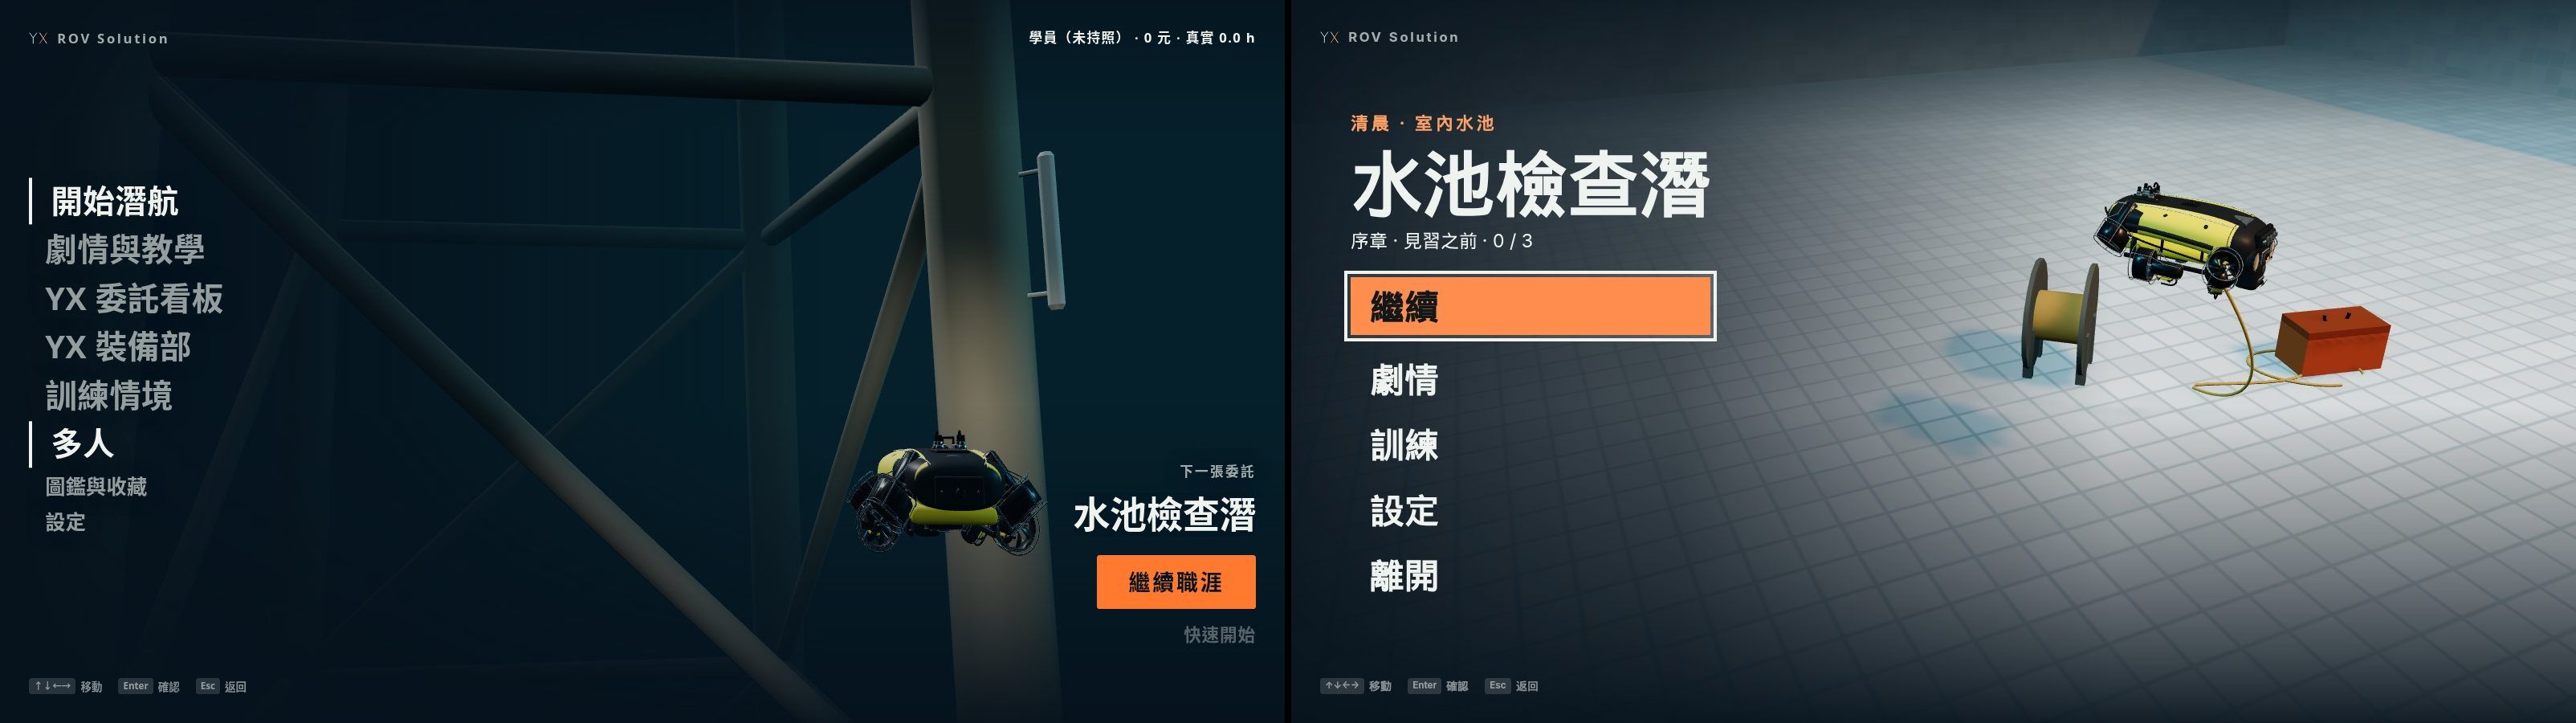 YX ROV Solution
學員（未持照） · 0 元 · 真實 0.0 h
開始潛航
劇情與教學
YX 委託看板
YX 裝備部
訓練情境
多人
圖鑑與收藏
設定
下一張委託
水池檢查潛
繼續職涯
快速開始
↑↓←→ 移動 Enter 確認 Esc 返回
YX ROV Solution
清晨 · 室內水池
水池檢查潛
序章 · 見習之前 · 0 / 3
繼續
劇情
訓練
設定
離開
↑↓←→ 移動 Enter 確認 Esc 返回